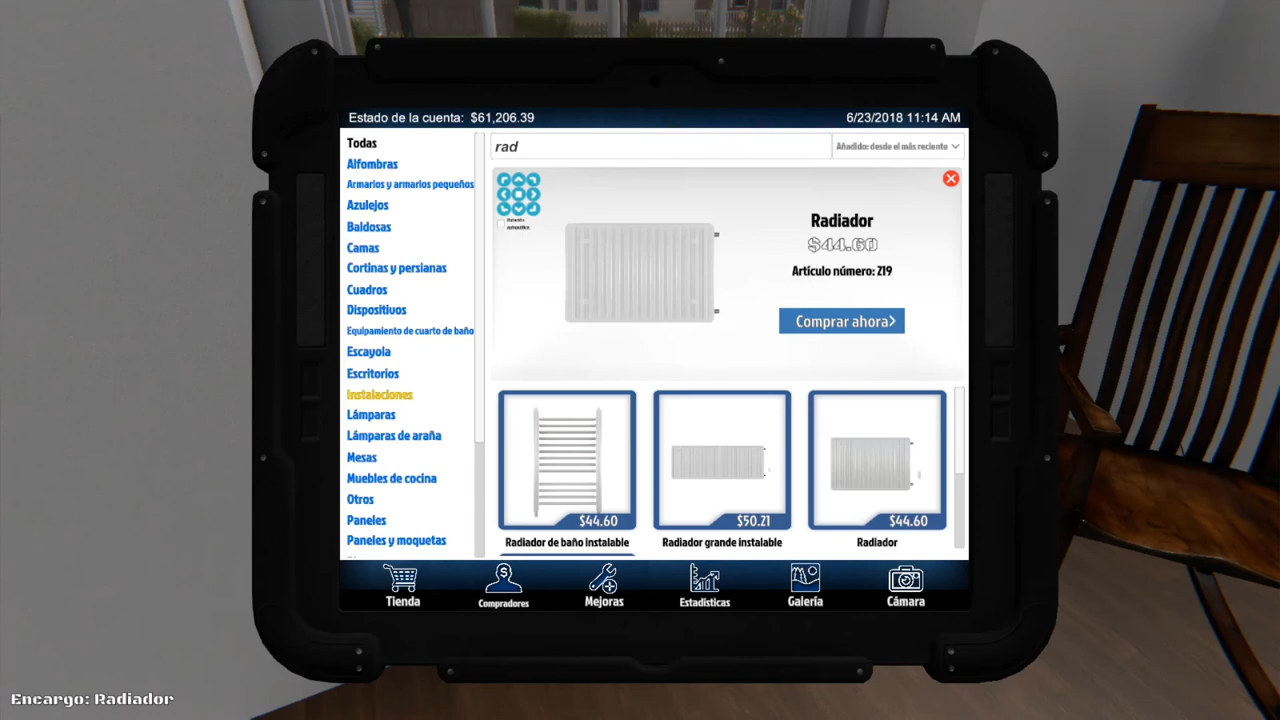 Estado de la cuenta: $61,206.39
6/23/2018 11:14 AM
Todas
Alfombras
Armarios y armarios pequeños
Azulejos
Baldosas
Camas
Cortinas y persianas
Cuadros
Dispositivos
Equipamiento de cuarto de baño
Escayola
Escritorios
Instalaciones
Lámparas
Lámparas de araña
Mesas
Muebles de cocina
Otros
Paneles
Paneles y moquetas
rad
Añadido: desde el más reciente
Radiador
$44.60
Artículo número: Z19
Comprar ahora>
$44.60
Radiador de baño instalable
$50.21
Radiador grande instalable
$44.60
Radiador
Tienda
Compradores
Mejoras
Estadísticas
Galería
Cámara
Encargo: Radiador